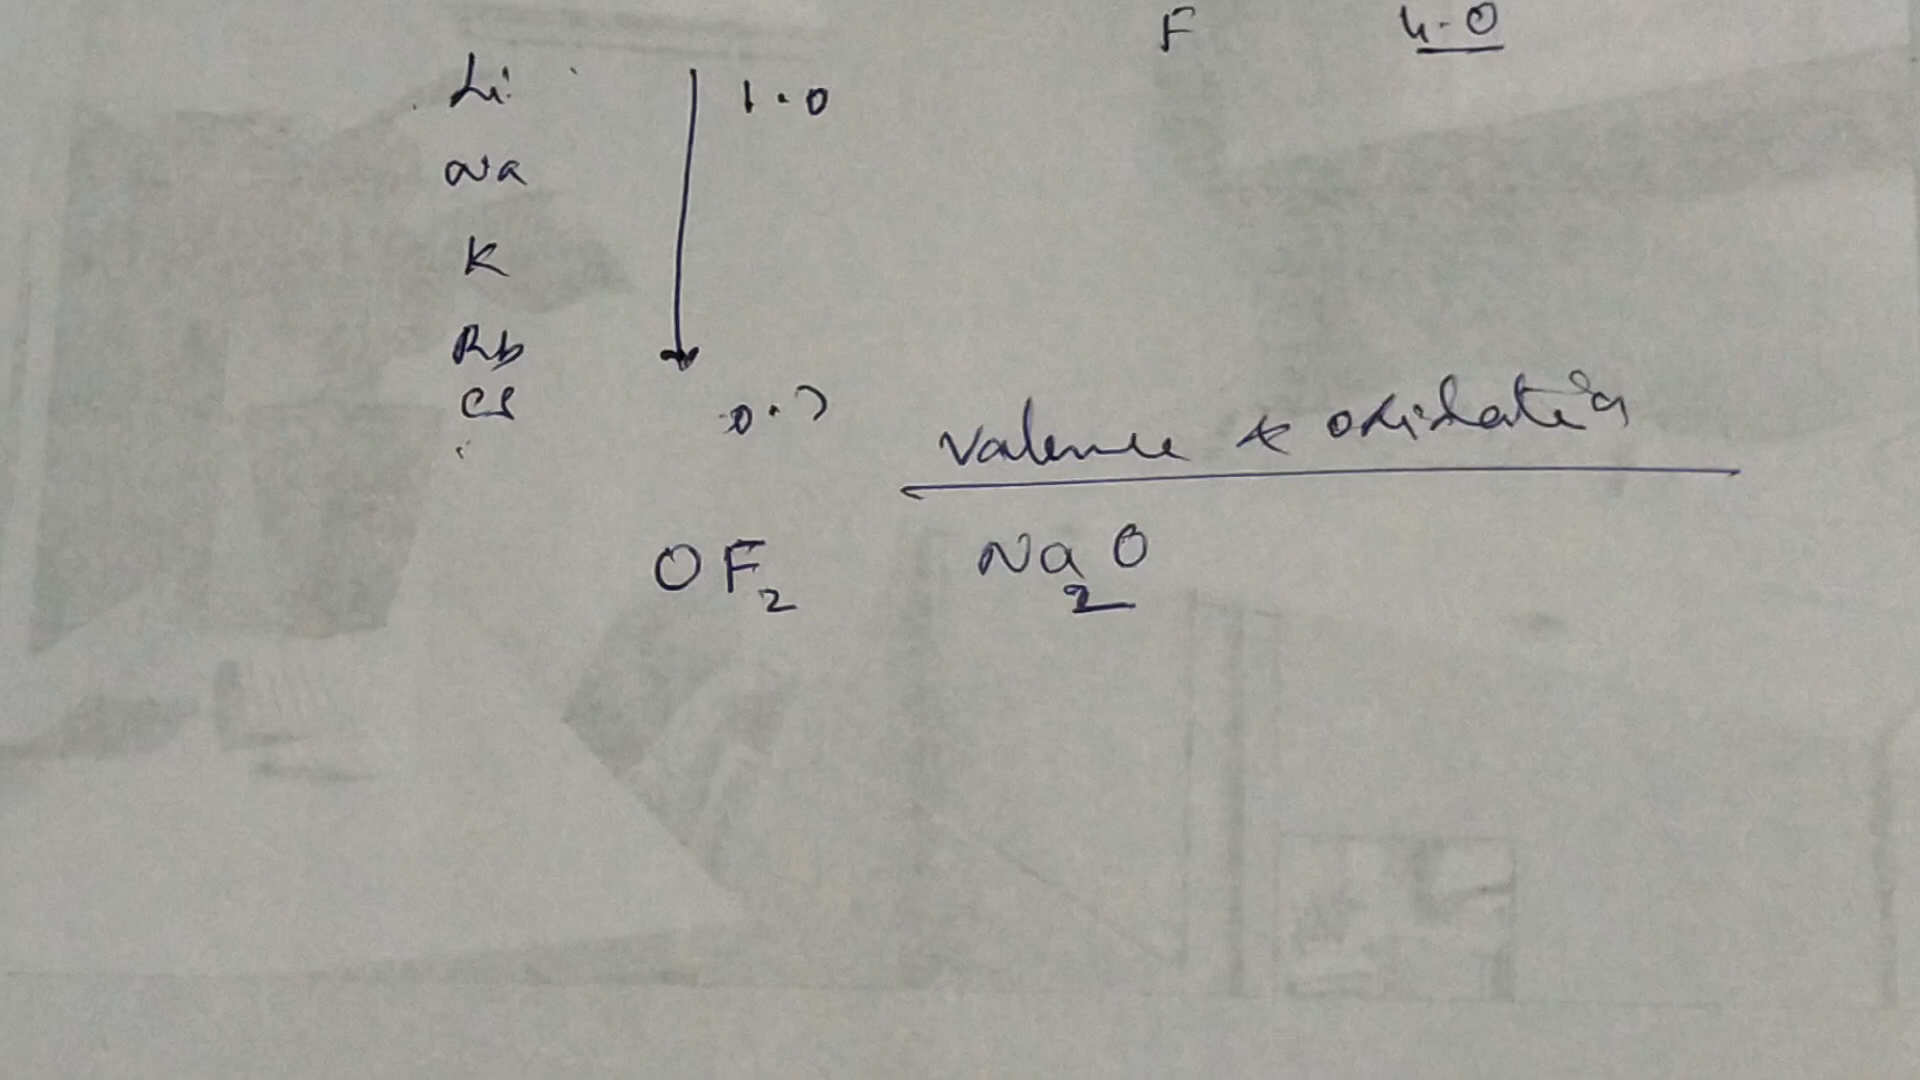 F 4.0
Li 1.0
Na
K
Rb
Cs 0.7
Valence & oxidation
OF2 Na2O